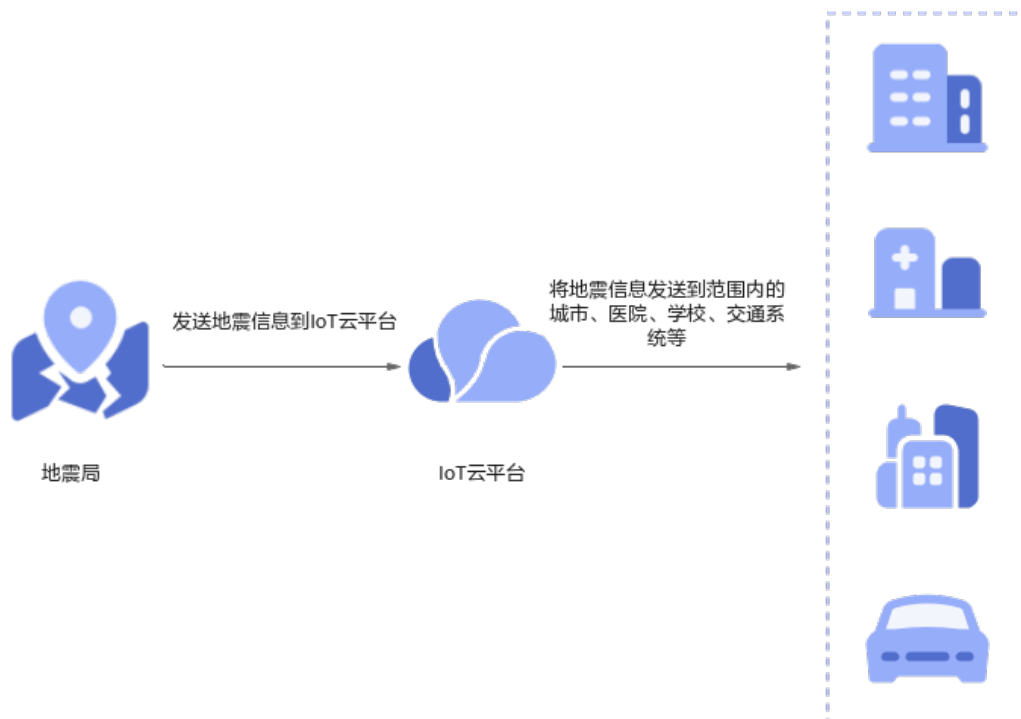 发送地震信息到IoT云平台
将地震信息发送到范围内的
城市、医院、学校、交通系
统等
地震局
IoT云平台